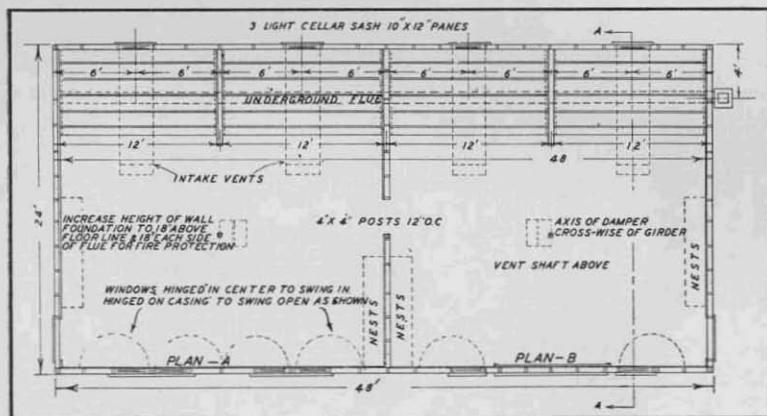 3 LIGHT CELLAR SASH 10"X12" PANES
A
6' 6' 6' 6' 6' 6' 6' 6'
4'
UNDERGROUND FLUE
12' 12' 12' 12'
48
INTAKE VENTS
24'
INCREASE HEIGHT OF WALL
FOUNDATION TO 18" ABOVE
FLOOR LINE & 18" EACH SIDE
OF FLUE FOR FIRE PROTECTION
4"X 4" POSTS 12" O.C
AXIS OF DAMPER
CROSS-WISE OF GIRDER
VENT SHAFT ABOVE
NESTS
WINDOWS HINGED IN CENTER TO SWING IN
HINGED ON CASING TO SWING OPEN AS SHOWN
NESTS
NESTS
PLAN-A
PLAN-B
48'
A